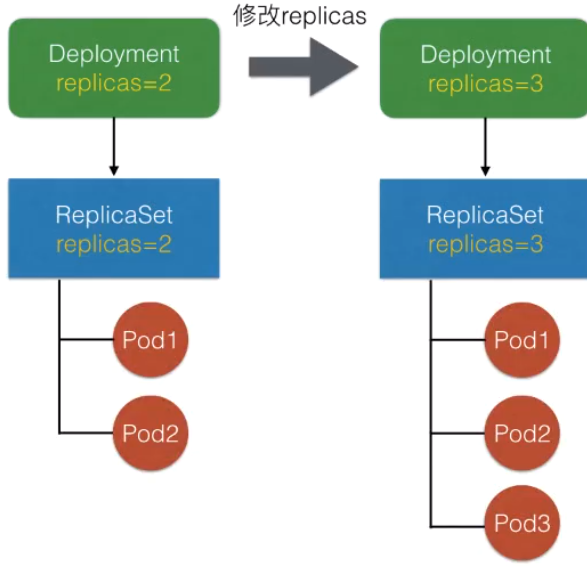 修改replicas
Deployment
replicas=2
Deployment
replicas=3
ReplicaSet
replicas=2
ReplicaSet
replicas=3
Pod1
Pod2
Pod1
Pod2
Pod3